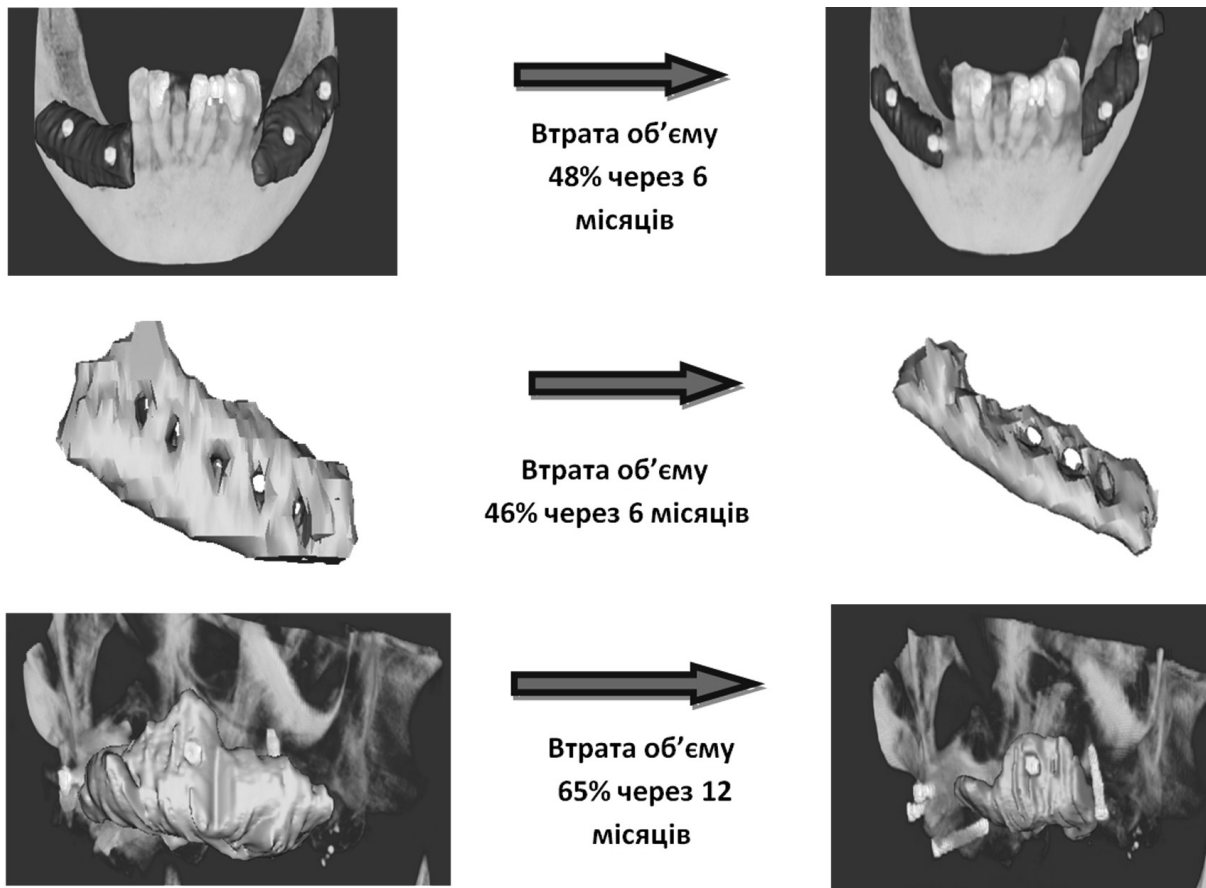 Втрата об’єму
48% через 6
місяців
Втрата об’єму
46% через 6 місяців
Втрата об’єму
65% через 12
місяців